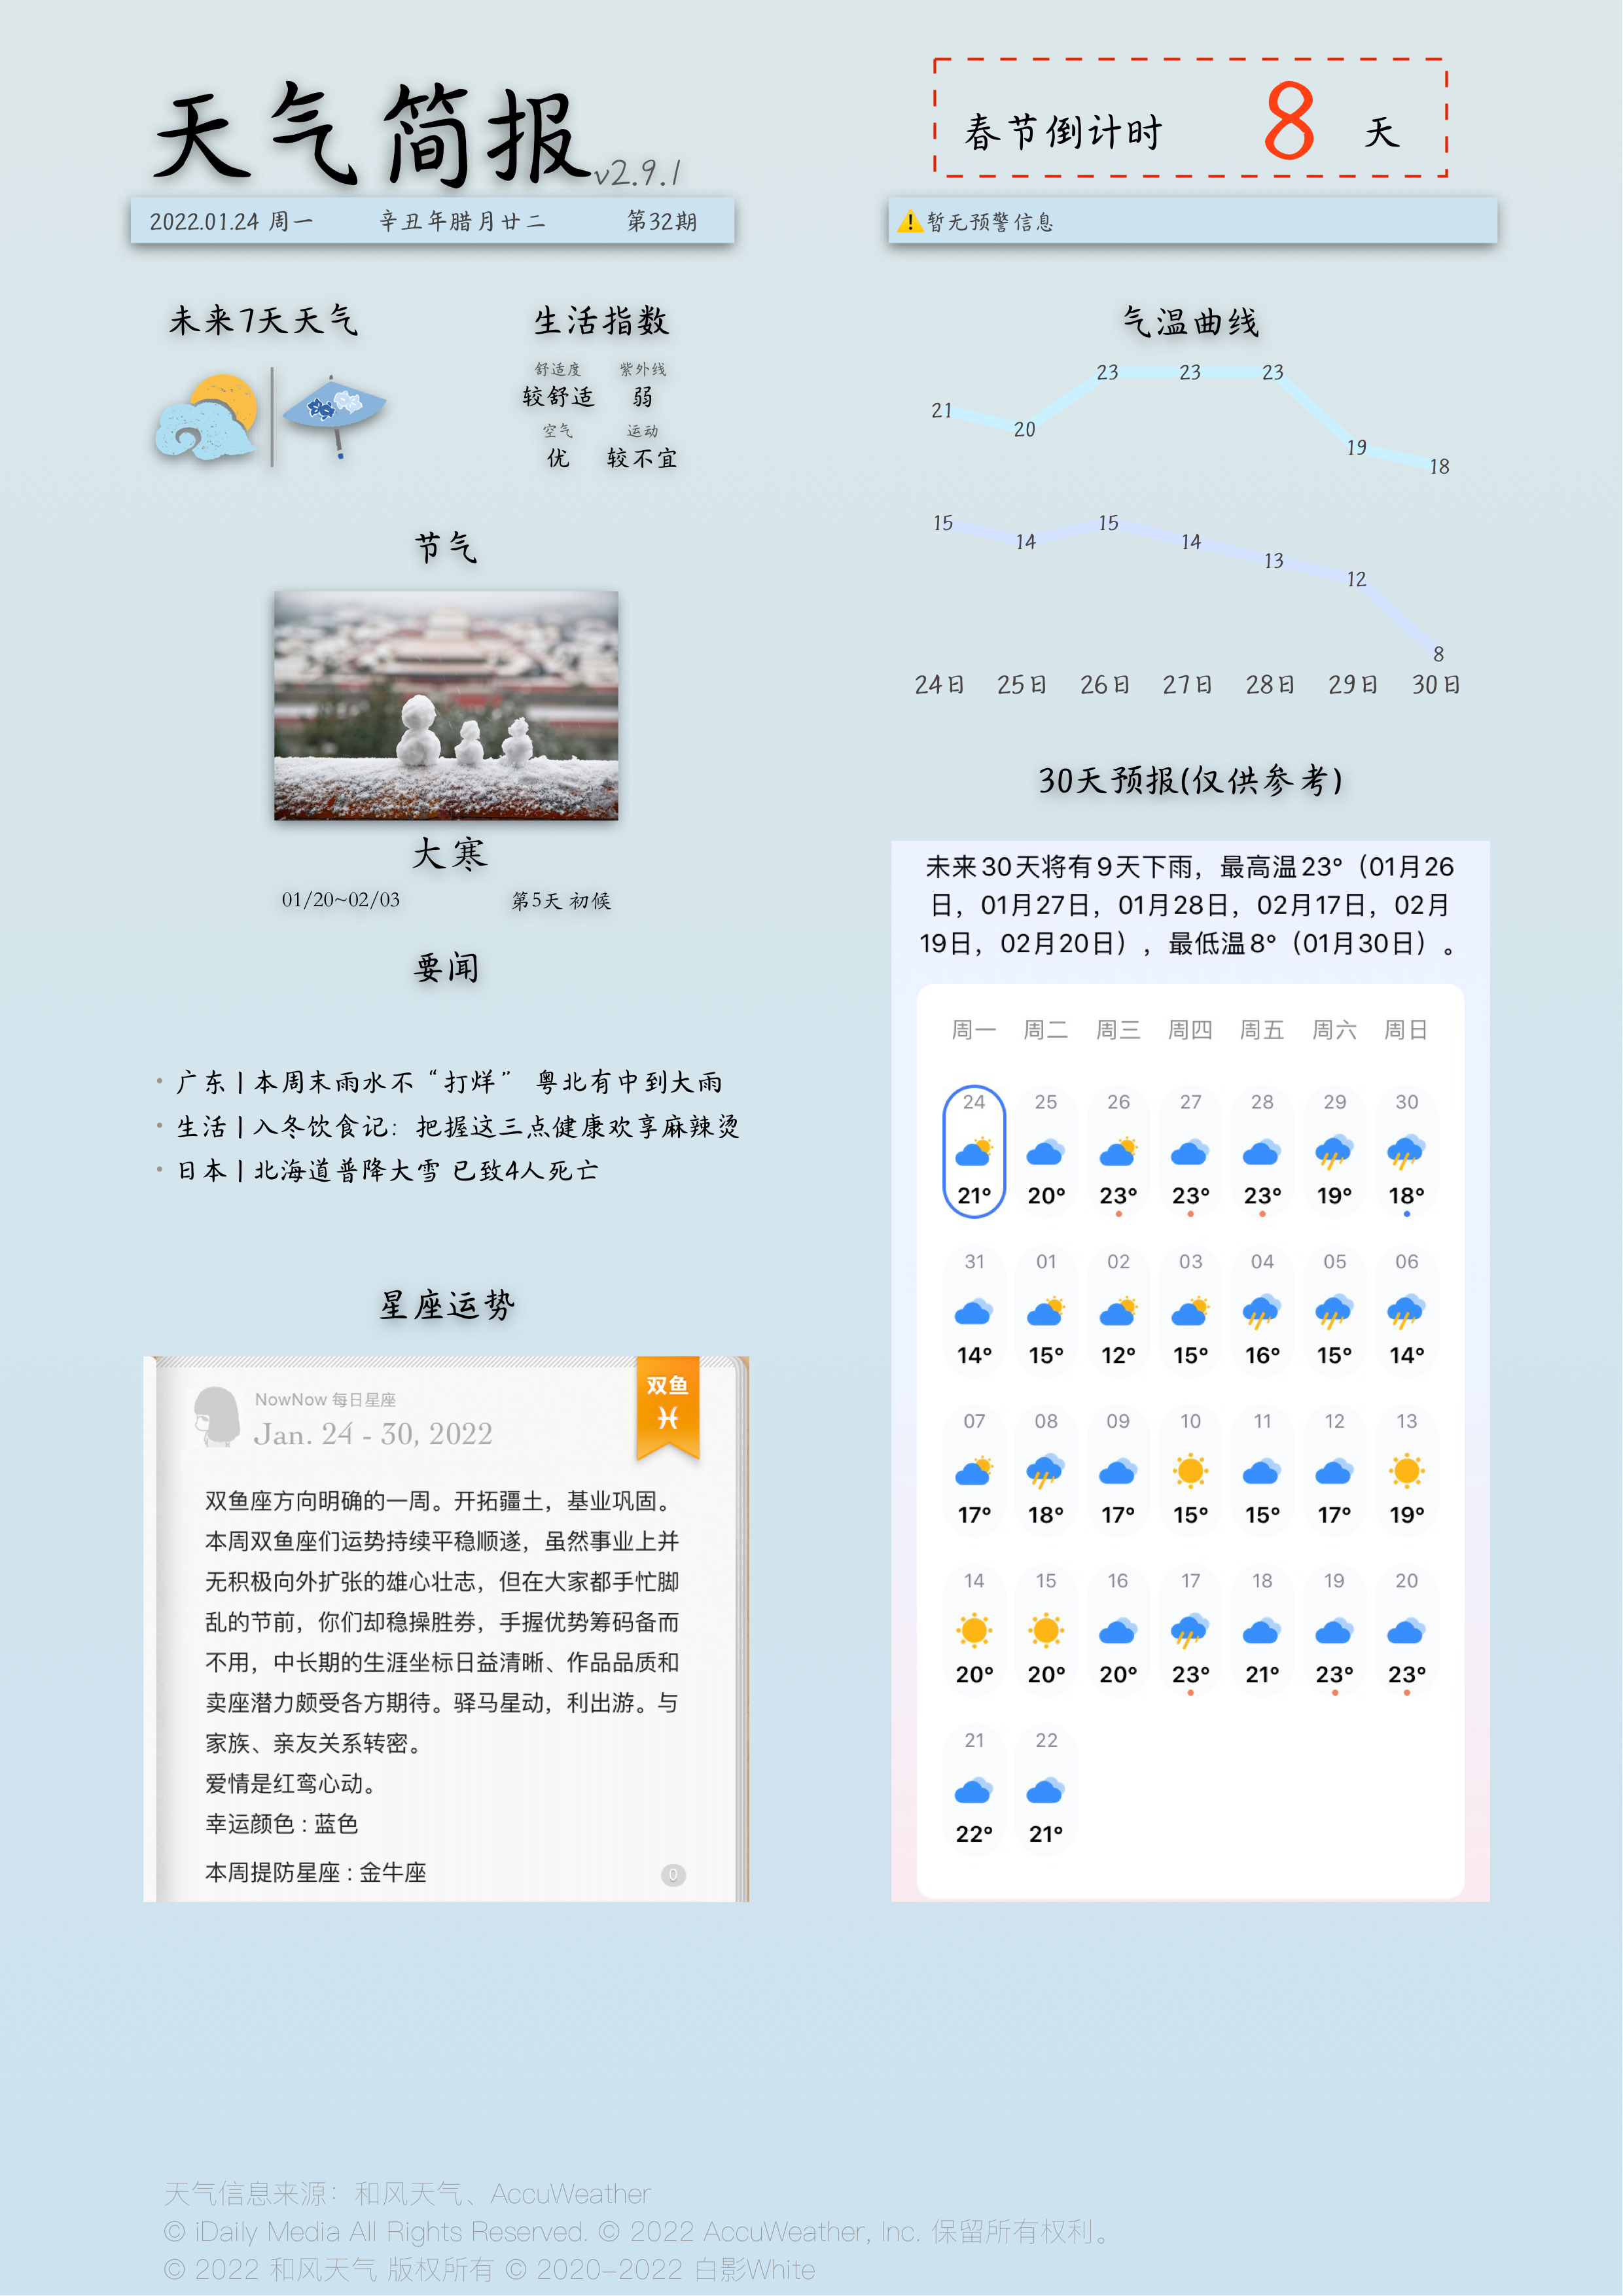 天气简报v2.9.1
2022.01.24 周一 辛丑年腊月廿二 第32期
未来7天天气
生活指数
舒适度 紫外线
较舒适 弱
空气 运动
优 较不宜
节气
大寒
01/20~02/03 第5天 初候
要闻
• 广东丨本周末雨水不“打烊” 粤北有中到大雨
• 生活丨入冬饮食记：把握这三点健康欢享麻辣烫
• 日本丨北海道普降大雪 已致4人死亡
星座运势
NowNow 每日星座
Jan. 24 - 30, 2022
双鱼
♓
双鱼座方向明确的一周。开拓疆土，基业巩固。
本周双鱼座们运势持续平稳顺遂，虽然事业上并
无积极向外扩张的雄心壮志，但在大家都手忙脚
乱的节前，你们却稳操胜券，手握优势筹码备而
不用，中长期的生涯坐标日益清晰、作品品质和
卖座潜力颇受各方期待。驿马星动，利出游。与
家族、亲友关系转密。
爱情是红鸾心动。
幸运颜色：蓝色
本周提防星座：金牛座
0
春节倒计时 8 天
暂无预警信息
气温曲线
21 20 23 23 23 19 18
15 14 15 14 13 12 8
24日 25日 26日 27日 28日 29日 30日
30天预报(仅供参考)
未来30天将有9天下雨，最高温23°（01月26
日，01月27日，01月28日，02月17日，02月
19日，02月20日），最低温8°（01月30日）。
周一 周二 周三 周四 周五 周六 周日
24 25 26 27 28 29 30
21° 20° 23° 23° 23° 19° 18°
31 01 02 03 04 05 06
14° 15° 12° 15° 16° 15° 14°
07 08 09 10 11 12 13
17° 18° 17° 15° 15° 17° 19°
14 15 16 17 18 19 20
20° 20° 20° 23° 21° 23° 23°
21 22
22° 21°
天气信息来源：和风天气、AccuWeather
© iDaily Media All Rights Reserved. © 2022 AccuWeather, Inc. 保留所有权利。
© 2022 和风天气 版权所有 © 2020-2022 白影White